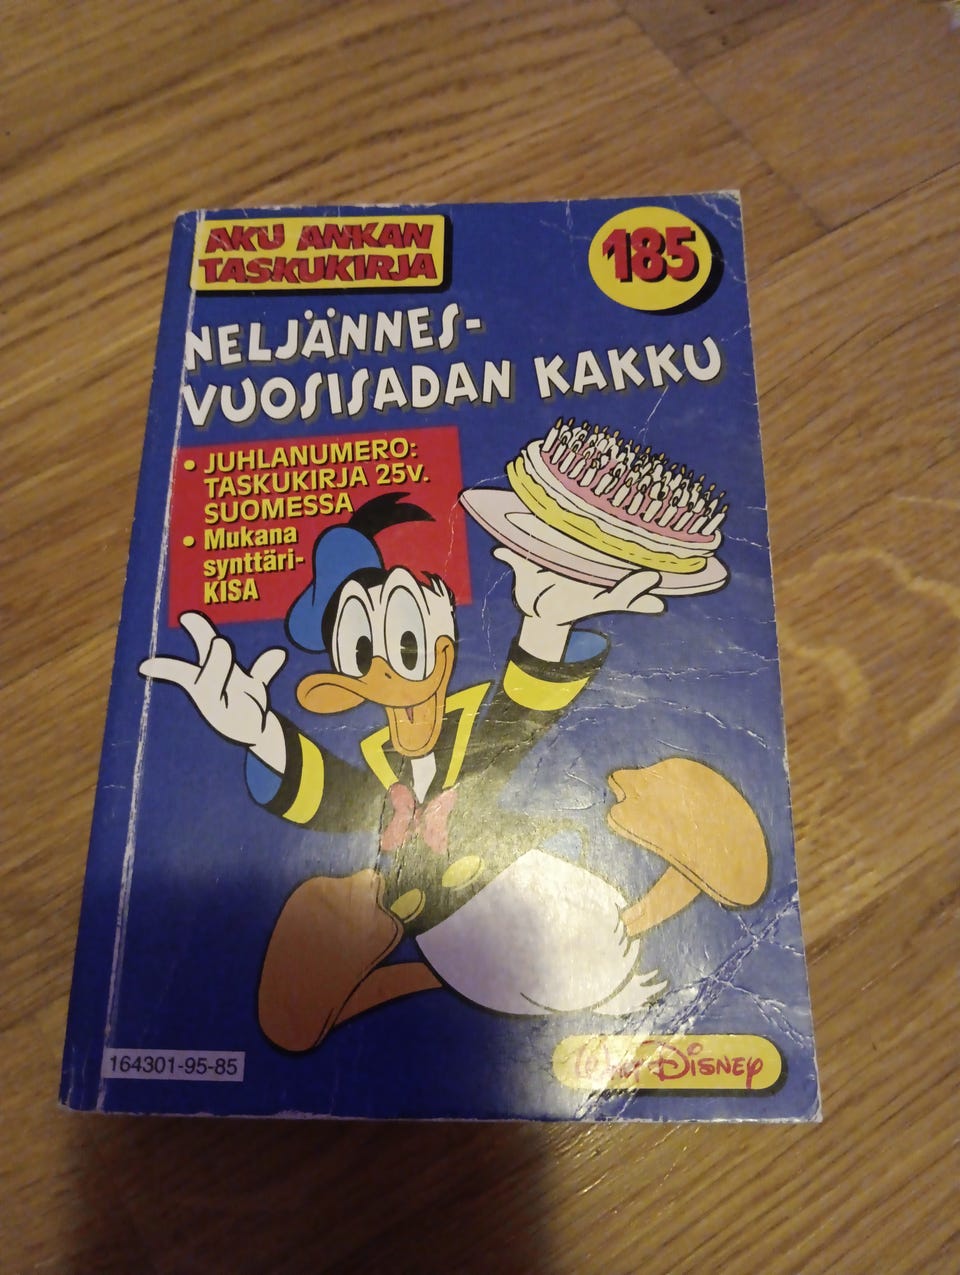 AKU ANKAN
TASKUKIRJA
185
NELJÄNNES-
VUOSISADAN KAKKU
• JUHLANUMERO:
TASKUKIRJA 25v.
SUOMESSA
• Mukana
synttäri-
KISA
164301-95-85
Walt Disney